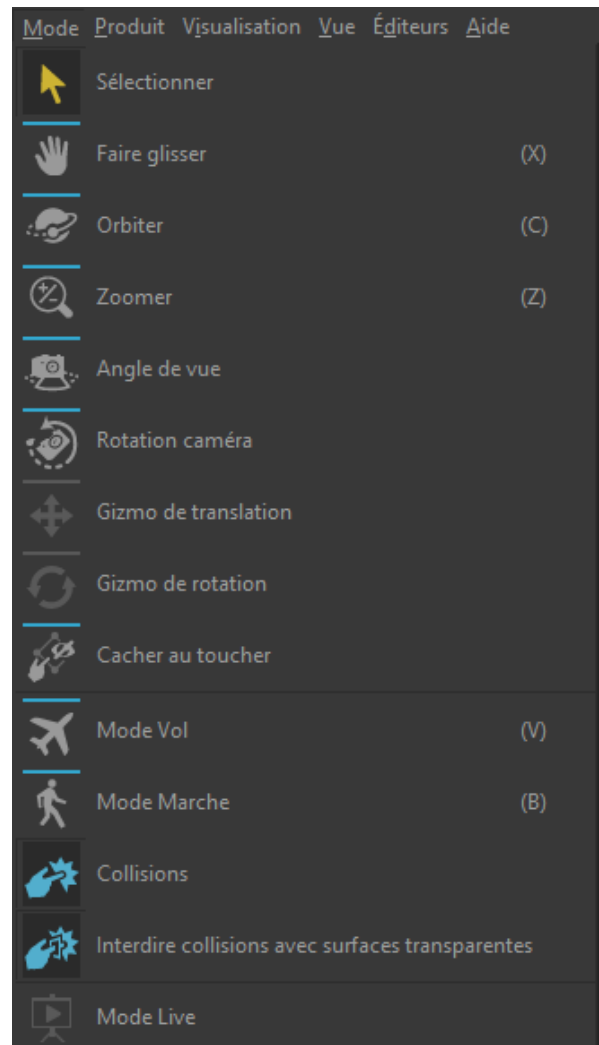 Mode Produit Visualisation Vue Éditeurs Aide
Sélectionner
Faire glisser (X)
Orbiter (C)
Zoomer (Z)
Angle de vue
Rotation caméra
Gizmo de translation
Gizmo de rotation
Cacher au toucher
Mode Vol (V)
Mode Marche (B)
Collisions
Interdire collisions avec surfaces transparentes
Mode Live